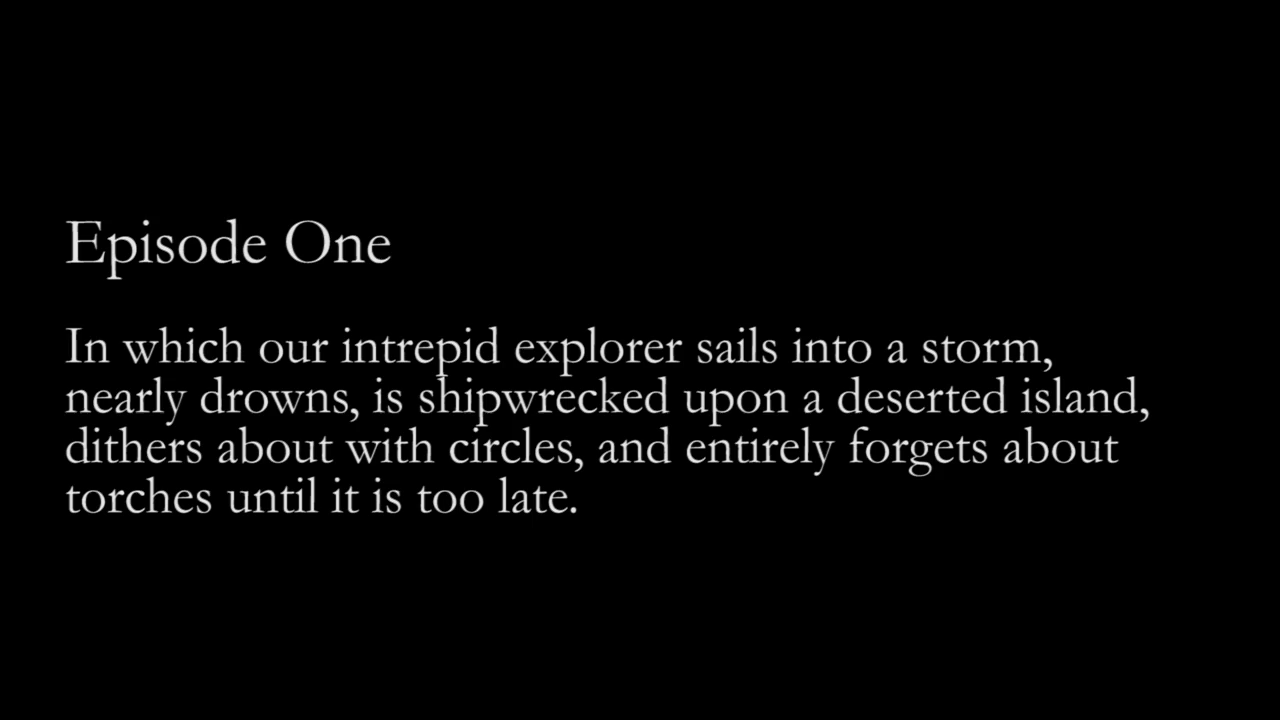 Episode One
In which our intrepid explorer sails into a storm,
nearly drowns, is shipwrecked upon a deserted island,
dithers about with circles, and entirely forgets about
torches until it is too late.